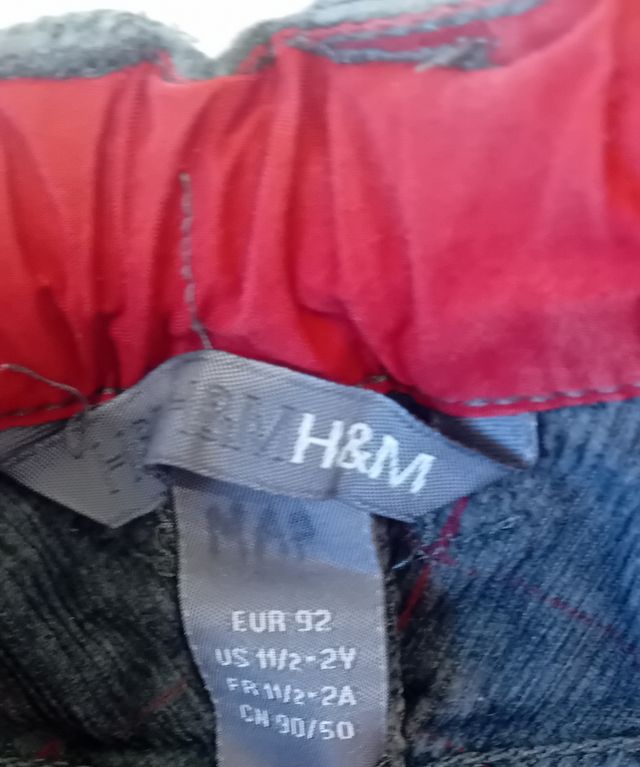 H&M
EUR 92
US 11/2-2Y
FR 11/2-2A
CN 90/50